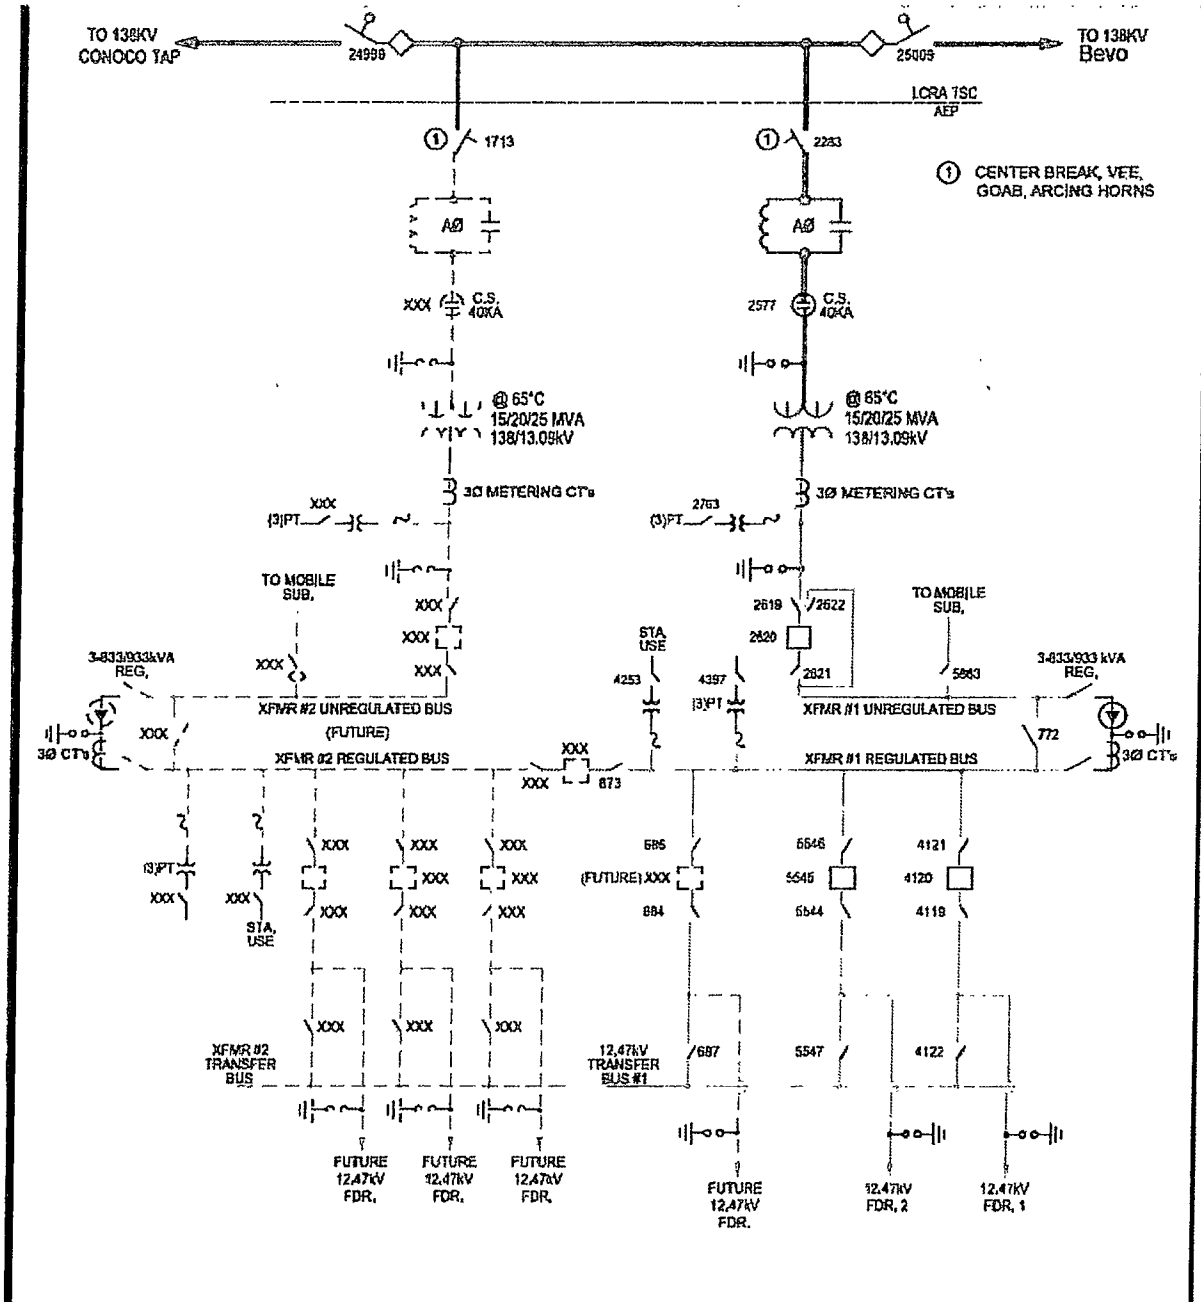 TO 138KV
CONOCO TAP
24998
25009
TO 138KV
Bevo
LCRA TSC
AEP
1 1713
1 2283
1 CENTER BREAK, VEE,
GOAB, ARCING HORNS
AØ
AØ
XXX C.S.
40KA
2577 C.S.
40KA
@ 65°C
15/20/25 MVA
138/13.09kV
@ 65°C
15/20/25 MVA
138/13.09kV
3Ø METERING CT's
3Ø METERING CT's
XXX
(3)PT
2763
(3)PT
TO MOBILE
SUB.
XXX
XXX
XXX
XXX
2619 2622
2620
2621
TO MOBILE
SUB.
5863
STA.
USE
4253
4397
(3)PT
3-833/933kVA
REG.
3-833/933 kVA
REG.
XFMR #2 UNREGULATED BUS
(FUTURE)
XFMR #1 UNREGULATED BUS
XXX
3Ø CT's
772
3Ø CT's
XFMR #2 REGULATED BUS
XXX
XXX
673
XFMR #1 REGULATED BUS
(3)PT
XXX
XXX
STA.
USE
XXX
XXX
XXX
XXX
XXX
XXX
XXX
XXX
XXX
685
(FUTURE) XXX
684
5546
5545
5544
4121
4120
4119
XXX
XXX
XXX
687
5547
4122
XFMR #2
TRANSFER
BUS
12.47kV
TRANSFER
BUS #1
FUTURE
12.47kV
FDR.
FUTURE
12.47kV
FDR.
FUTURE
12.47kV
FDR.
FUTURE
12.47kV
FDR.
12.47kV
FDR. 2
12.47kV
FDR. 1